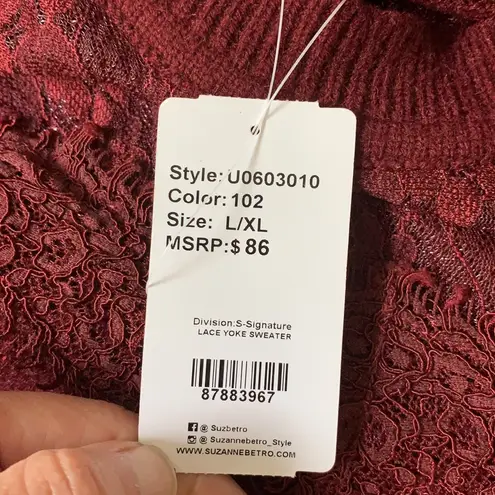 Style: U0603010
Color: 102
Size: L/XL
MSRP:$ 86
Division:S-Signature
LACE YOKE SWEATER
87883967
@ Suzbetro
@ Suzannebetro_Style
WWW.SUZANNEBETRO.COM